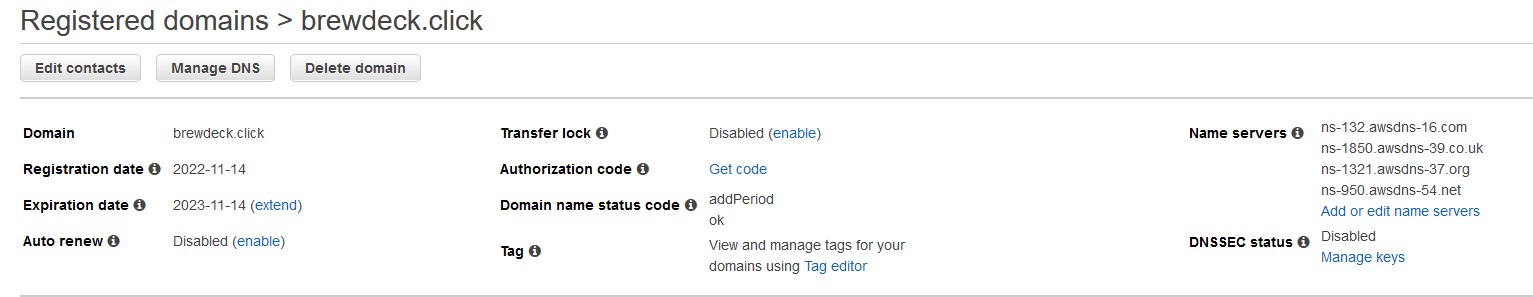 Registered domains > brewdeck.click
Edit contacts
Manage DNS
Delete domain
Domain
brewdeck.click
Registration date
2022-11-14
Expiration date
2023-11-14 (extend)
Auto renew
Disabled (enable)
Transfer lock
Disabled (enable)
Authorization code
Get code
Domain name status code
addPeriod
ok
Tag
View and manage tags for your
domains using Tag editor
Name servers
ns-132.awsdns-16.com
ns-1850.awsdns-39.co.uk
ns-1321.awsdns-37.org
ns-950.awsdns-54.net
Add or edit name servers
DNSSEC status
Disabled
Manage keys